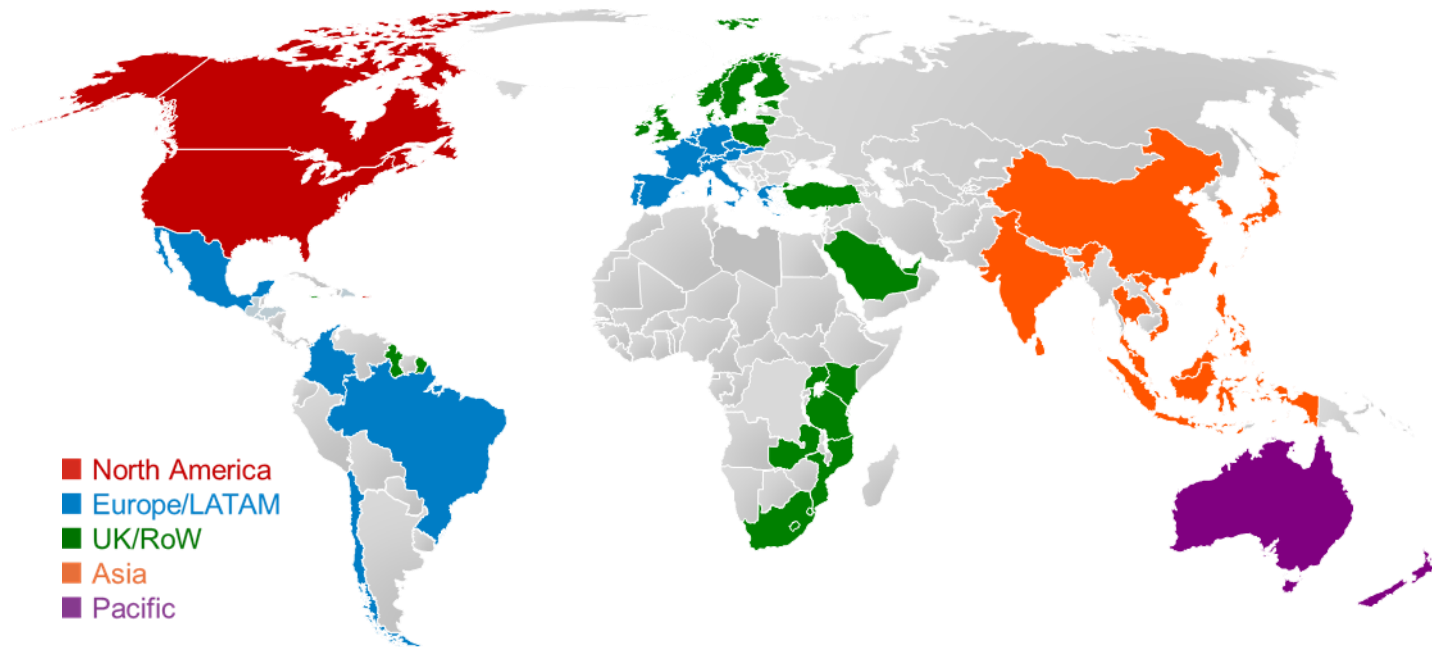 North America
Europe/LATAM
UK/RoW
Asia
Pacific